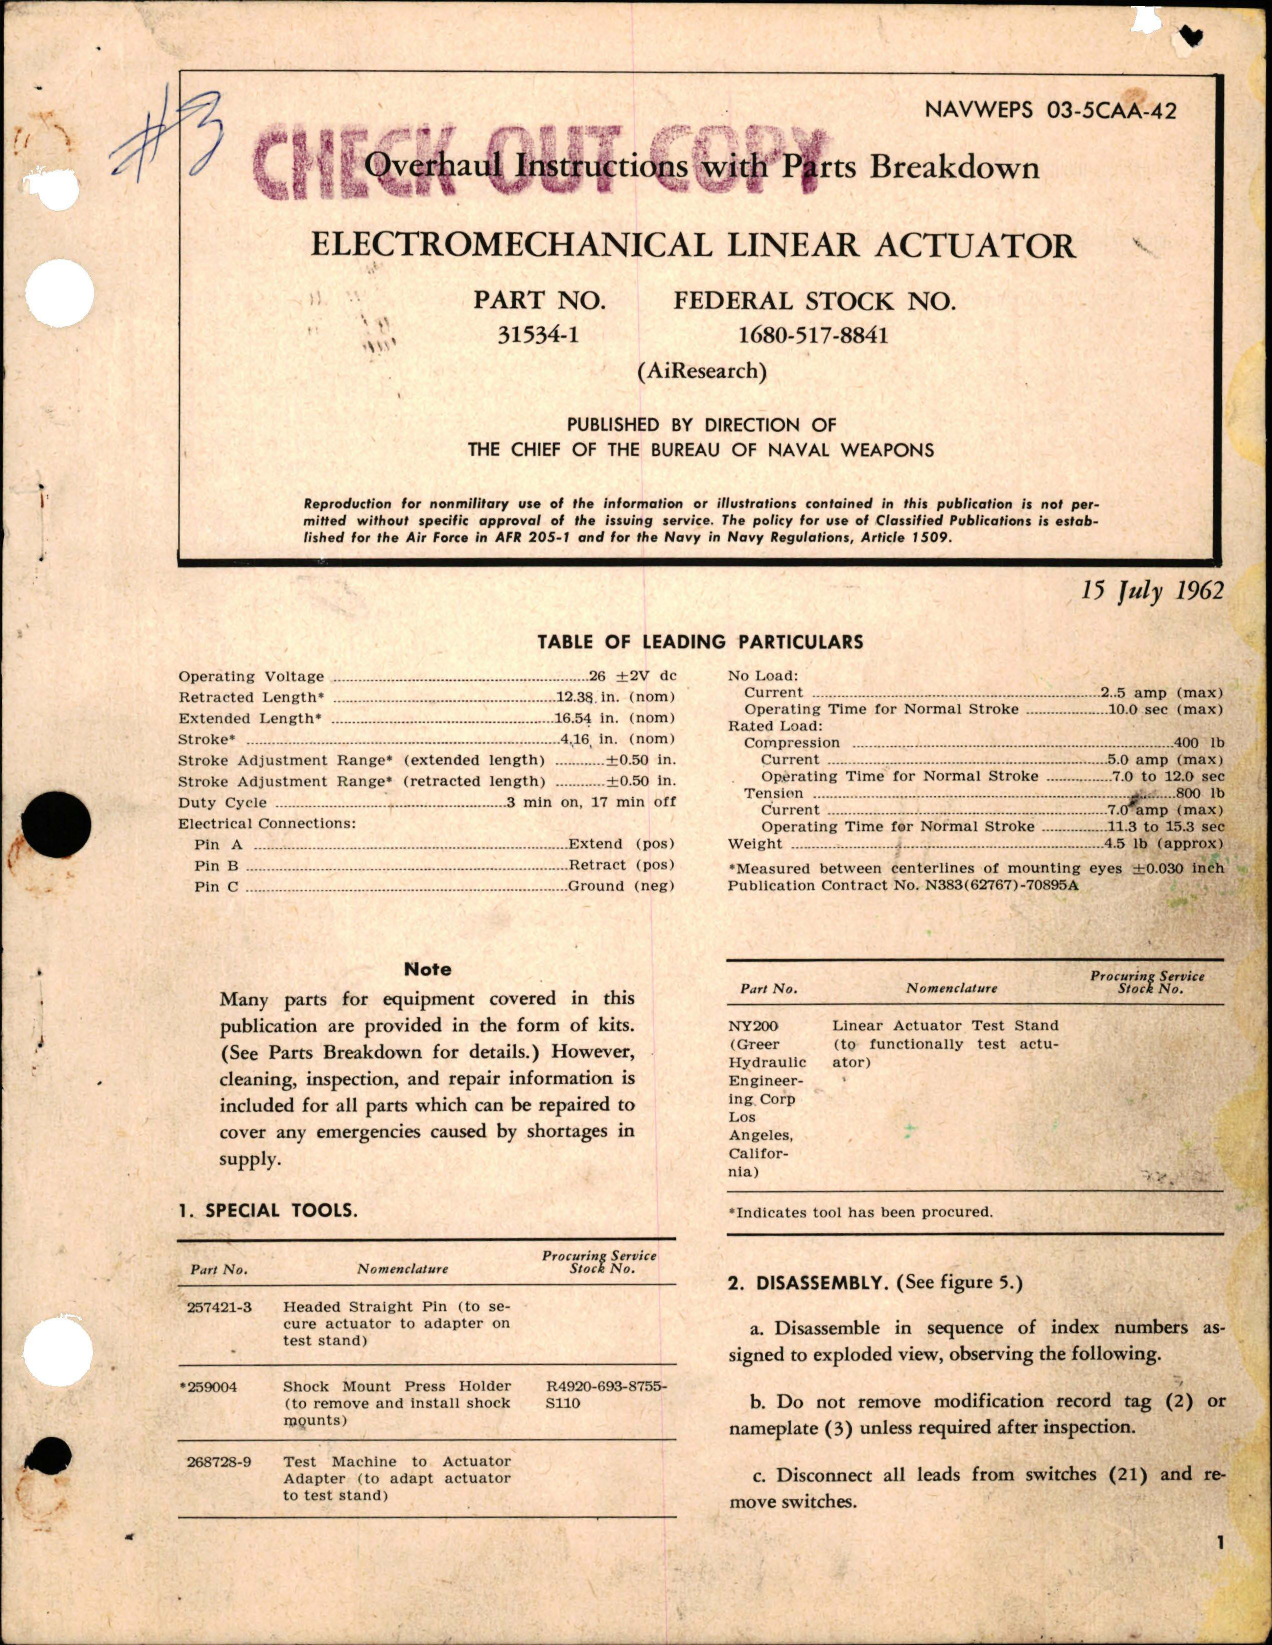 #3
NAVWEPS 03-5CAA-42
CHECK OUT COPY
Overhaul Instructions with Parts Breakdown
ELECTROMECHANICAL LINEAR ACTUATOR
PART NO. FEDERAL STOCK NO.
31534-1 1680-517-8841
(AiResearch)
PUBLISHED BY DIRECTION OF
THE CHIEF OF THE BUREAU OF NAVAL WEAPONS
Reproduction for nonmilitary use of the information or illustrations contained in this publication is not per-
mitted without specific approval of the issuing service. The policy for use of Classified Publications is estab-
lished for the Air Force in AFR 205-1 and for the Navy in Navy Regulations, Article 1509.
15 July 1962
TABLE OF LEADING PARTICULARS
Operating Voltage ........ 26 ±2V dc
Retracted Length* ........ 12.38 in. (nom)
Extended Length* ........ 16.54 in. (nom)
Stroke* ........ 4.16 in. (nom)
Stroke Adjustment Range* (extended length) ........ ±0.50 in.
Stroke Adjustment Range* (retracted length) ........ ±0.50 in.
Duty Cycle ........ 3 min on, 17 min off
Electrical Connections:
Pin A ........ Extend (pos)
Pin B ........ Retract (pos)
Pin C ........ Ground (neg)
No Load:
Current ........ 2.5 amp (max)
Operating Time for Normal Stroke ........ 10.0 sec (max)
Rated Load:
Compression ........ 400 lb
Current ........ 5.0 amp (max)
Operating Time for Normal Stroke ........ 7.0 to 12.0 sec
Tension ........ 800 lb
Current ........ 7.0 amp (max)
Operating Time for Normal Stroke ........ 11.3 to 15.3 sec
Weight ........ 4.5 lb (approx)
*Measured between centerlines of mounting eyes ±0.030 inch
Publication Contract No. N383(62767)-70895A
Note
Many parts for equipment covered in this
publication are provided in the form of kits.
(See Parts Breakdown for details.) However,
cleaning, inspection, and repair information is
included for all parts which can be repaired to
cover any emergencies caused by shortages in
supply.
1. SPECIAL TOOLS.
Procuring Service
Part No. Nomenclature Stock No.
257421-3 Headed Straight Pin (to se-
cure actuator to adapter on
test stand)
*259004 Shock Mount Press Holder R4920-693-8755-
(to remove and install shock S110
mounts)
268728-9 Test Machine to Actuator
Adapter (to adapt actuator
to test stand)
Procuring Service
Part No. Nomenclature Stock No.
NY200 Linear Actuator Test Stand
(Greer (to functionally test actu-
Hydraulic ator)
Engineer-
ing Corp
Los
Angeles,
Califor-
nia)
*Indicates tool has been procured.
2. DISASSEMBLY. (See figure 5.)
a. Disassemble in sequence of index numbers as-
signed to exploded view, observing the following.
b. Do not remove modification record tag (2) or
nameplate (3) unless required after inspection.
c. Disconnect all leads from switches (21) and re-
move switches.
1